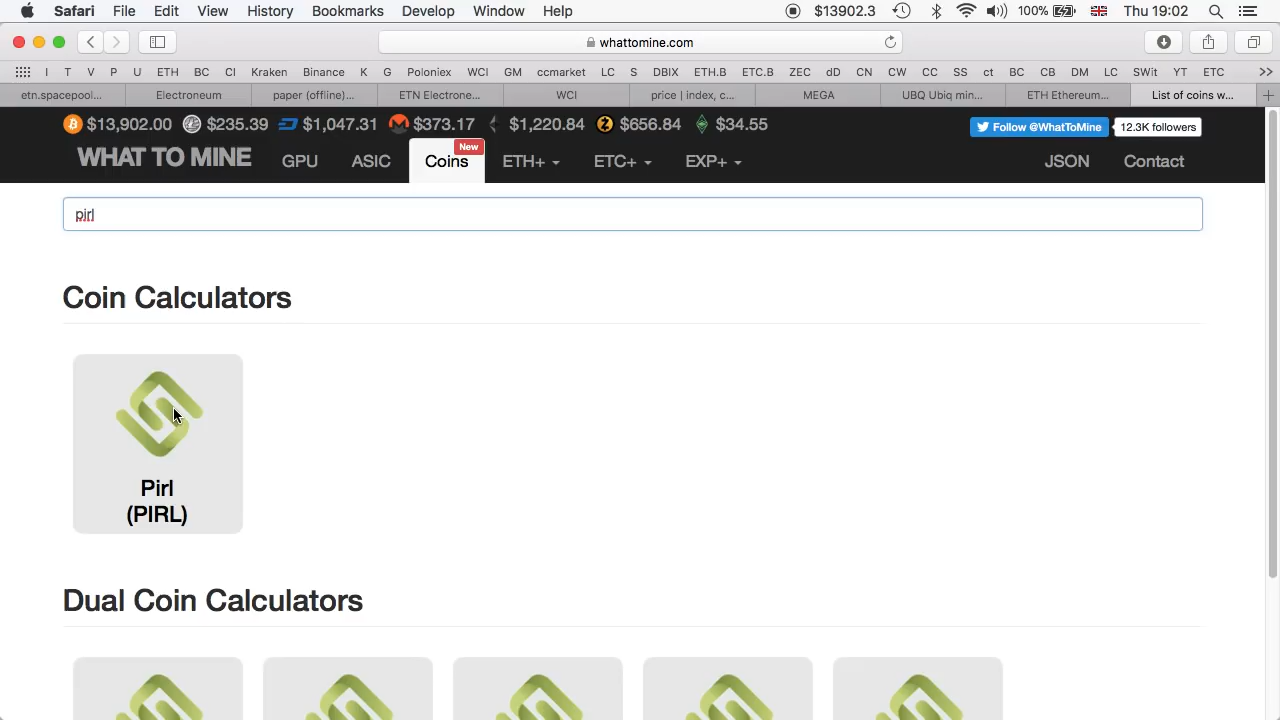 Safari File Edit View History Bookmarks Develop Window Help $13902.3 100% Thu 19:02
whattomine.com
I T V P U ETH BC CI Kraken Binance K G Poloniex WCI GM ccmarket LC S DBIX ETH.B ETC.B ZEC dD CN CW CC SS ct BC CB DM LC SWit YT ETC >>
etn.spacepool... Electroneum paper (offline)... ETN Electrone... WCI price | index, c... MEGA UBQ Ubiq min... ETH Ethereum... List of coins w... +
$13,902.00 $235.39 $1,047.31 $373.17 $1,220.84 $656.84 $34.55 Follow @WhatToMine 12.3K followers
WHAT TO MINE GPU ASIC Coins New ETH+ ETC+ EXP+ JSON Contact
pirl
Coin Calculators
Pirl
(PIRL)
Dual Coin Calculators